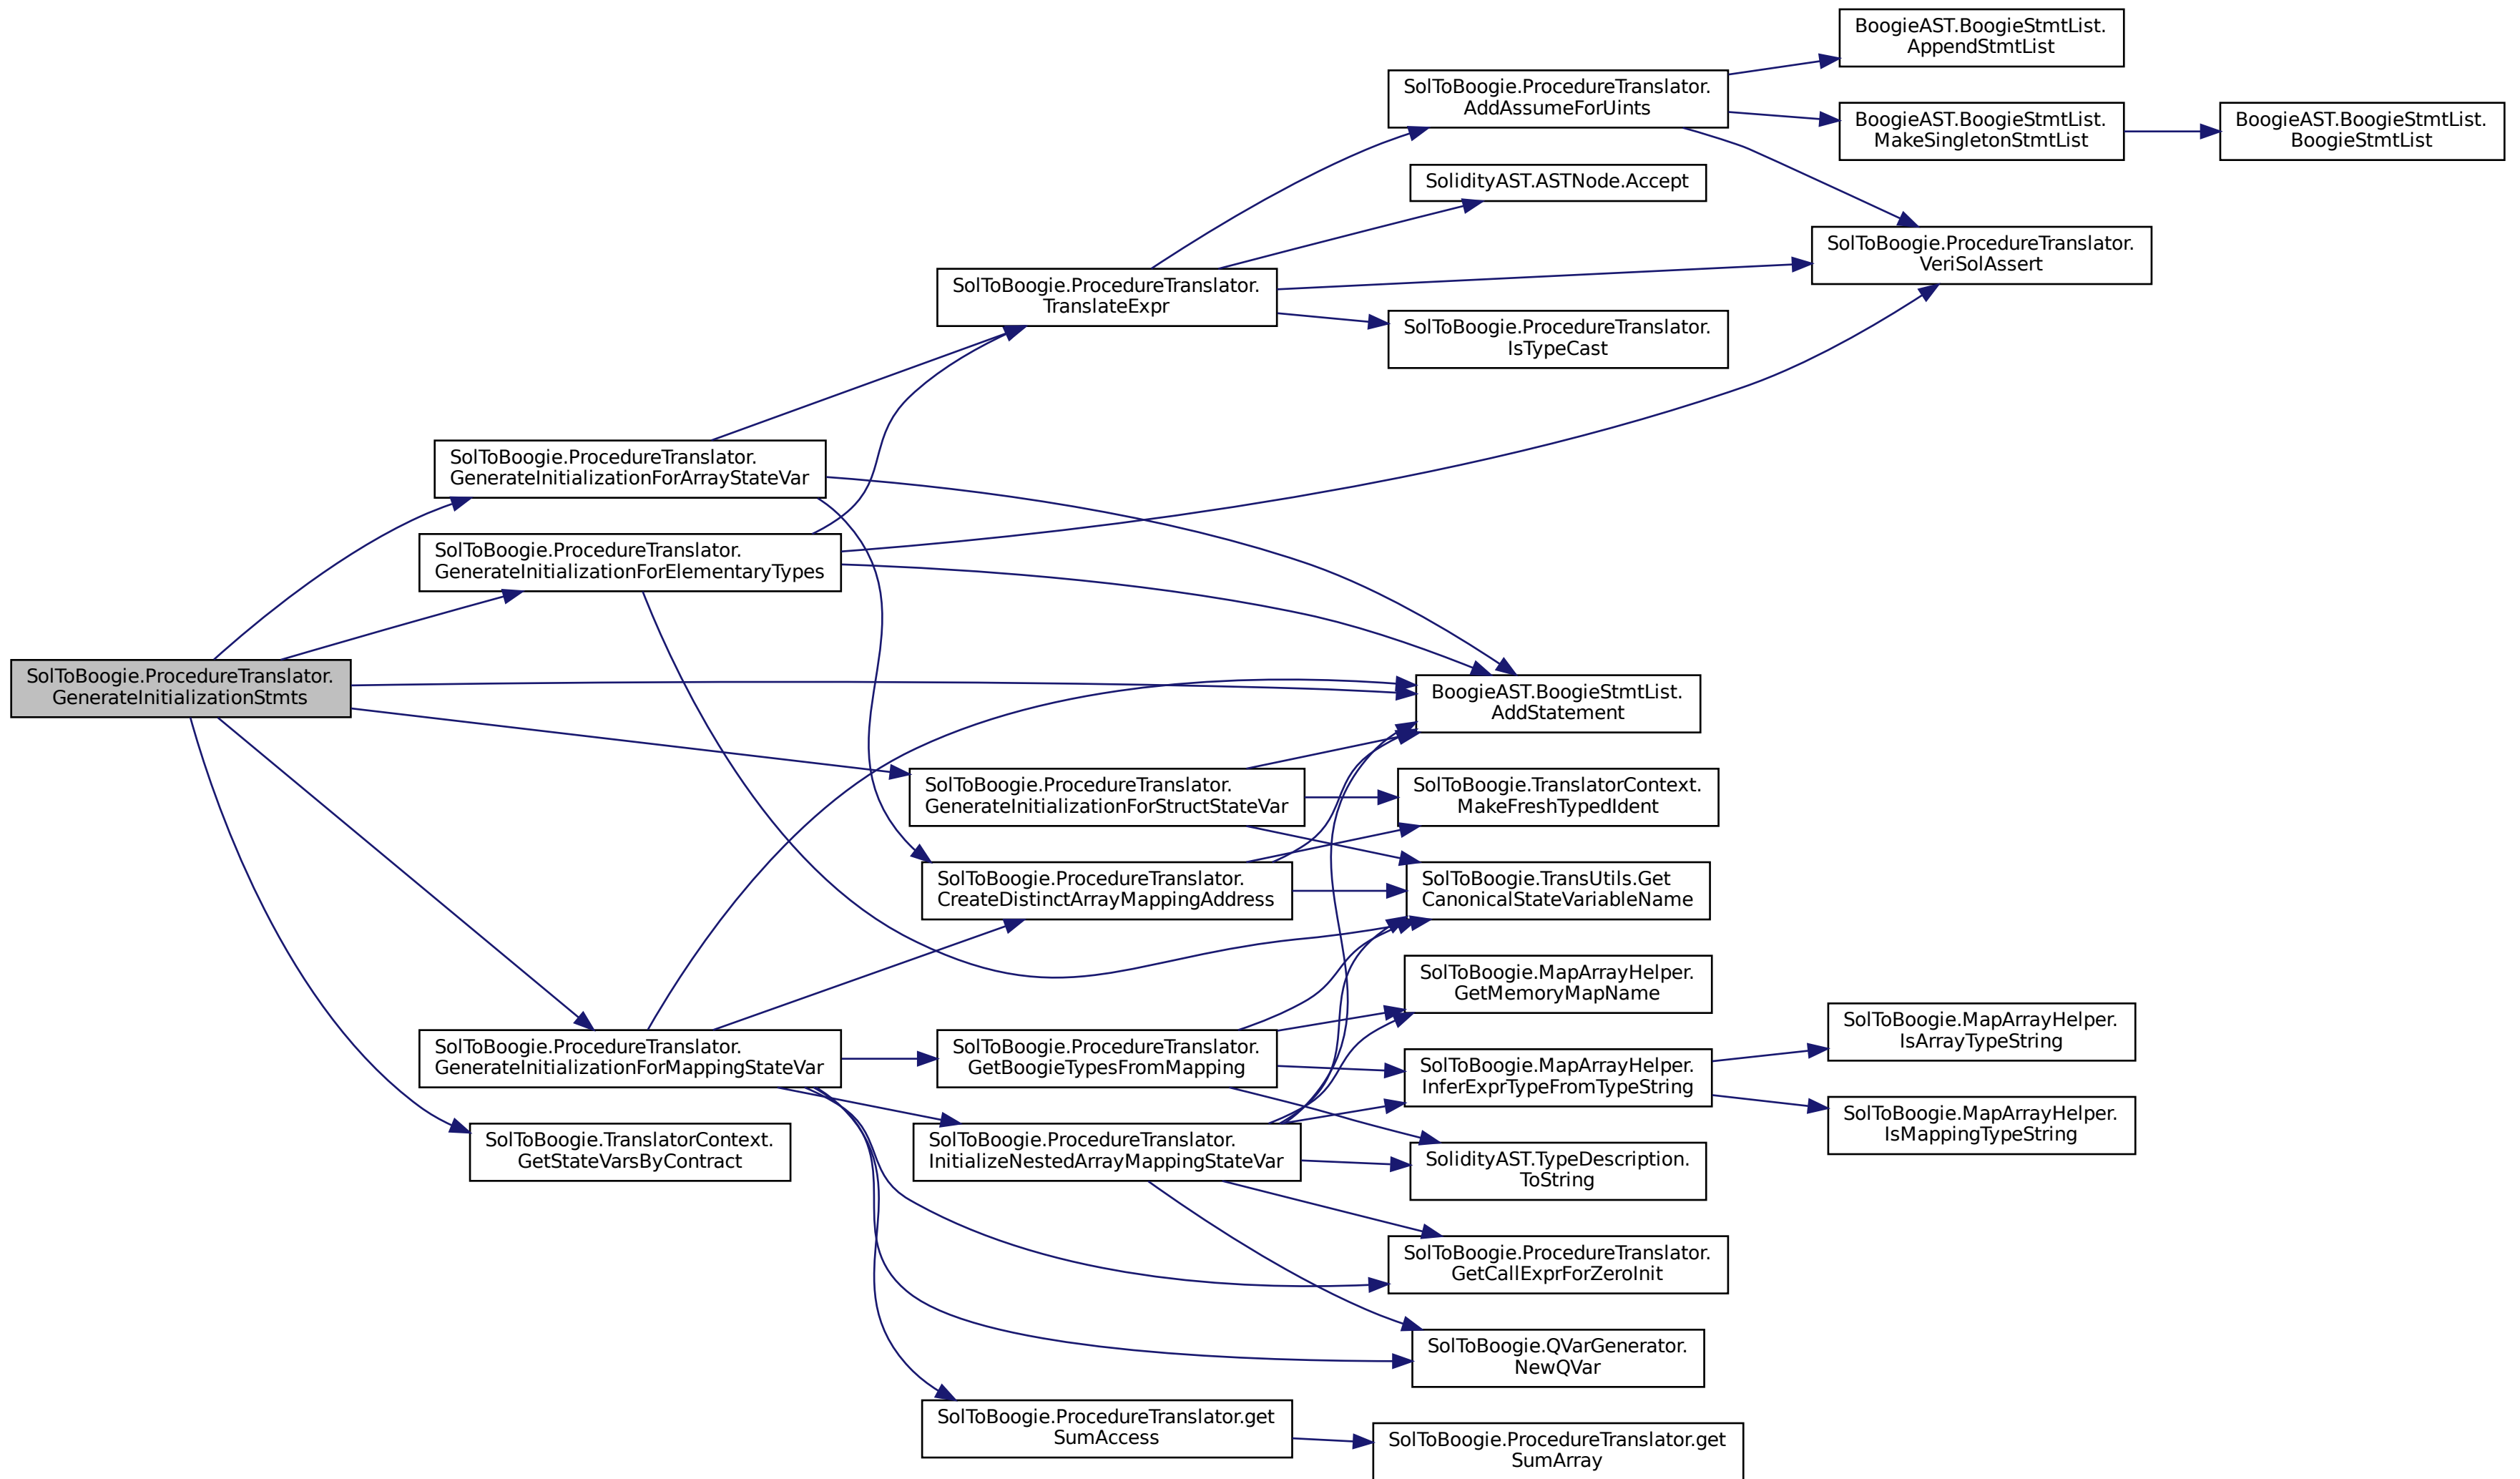 BoogieAST.BoogieStmtList.
AppendStmtList
SolToBoogie.ProcedureTranslator.
AddAssumeForUints
BoogieAST.BoogieStmtList.
MakeSingletonStmtList
BoogieAST.BoogieStmtList.
BoogieStmtList
SolidityAST.ASTNode.Accept
SolToBoogie.ProcedureTranslator.
VeriSolAssert
SolToBoogie.ProcedureTranslator.
TranslateExpr
SolToBoogie.ProcedureTranslator.
IsTypeCast
SolToBoogie.ProcedureTranslator.
GenerateInitializationForArrayStateVar
SolToBoogie.ProcedureTranslator.
GenerateInitializationForElementaryTypes
SolToBoogie.ProcedureTranslator.
GenerateInitializationStmts
BoogieAST.BoogieStmtList.
AddStatement
SolToBoogie.ProcedureTranslator.
GenerateInitializationForStructStateVar
SolToBoogie.TranslatorContext.
MakeFreshTypedIdent
SolToBoogie.ProcedureTranslator.
CreateDistinctArrayMappingAddress
SolToBoogie.TransUtils.Get
CanonicalStateVariableName
SolToBoogie.MapArrayHelper.
GetMemoryMapName
SolToBoogie.ProcedureTranslator.
GenerateInitializationForMappingStateVar
SolToBoogie.ProcedureTranslator.
GetBoogieTypesFromMapping
SolToBoogie.MapArrayHelper.
InferExprTypeFromTypeString
SolToBoogie.MapArrayHelper.
IsArrayTypeString
SolToBoogie.MapArrayHelper.
IsMappingTypeString
SolToBoogie.TranslatorContext.
GetStateVarsByContract
SolToBoogie.ProcedureTranslator.
InitializeNestedArrayMappingStateVar
SolidityAST.TypeDescription.
ToString
SolToBoogie.ProcedureTranslator.
GetCallExprForZeroInit
SolToBoogie.QVarGenerator.
NewQVar
SolToBoogie.ProcedureTranslator.get
SumAccess
SolToBoogie.ProcedureTranslator.get
SumArray